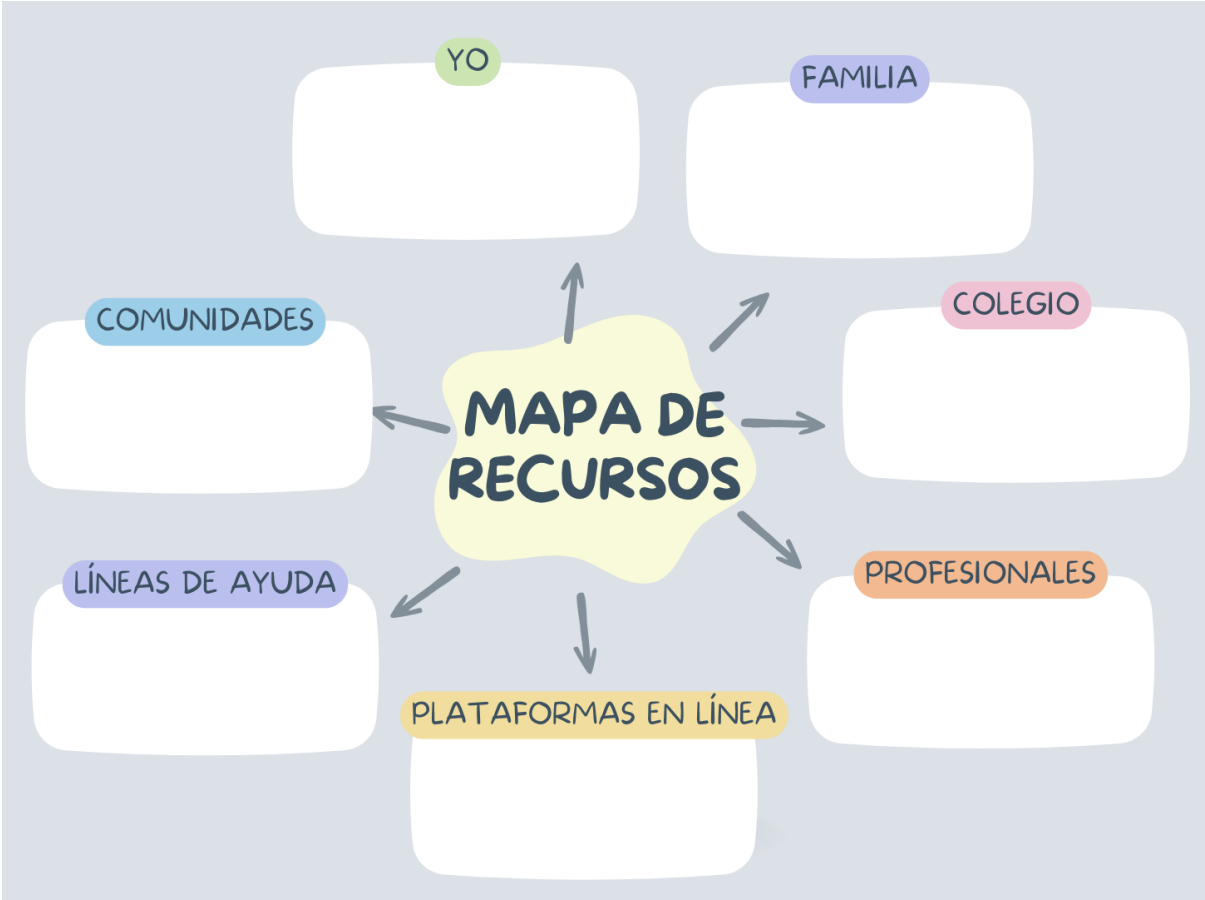 YO
FAMILIA
COMUNIDADES
COLEGIO
MAPA DE
RECURSOS
LÍNEAS DE AYUDA
PROFESIONALES
PLATAFORMAS EN LÍNEA